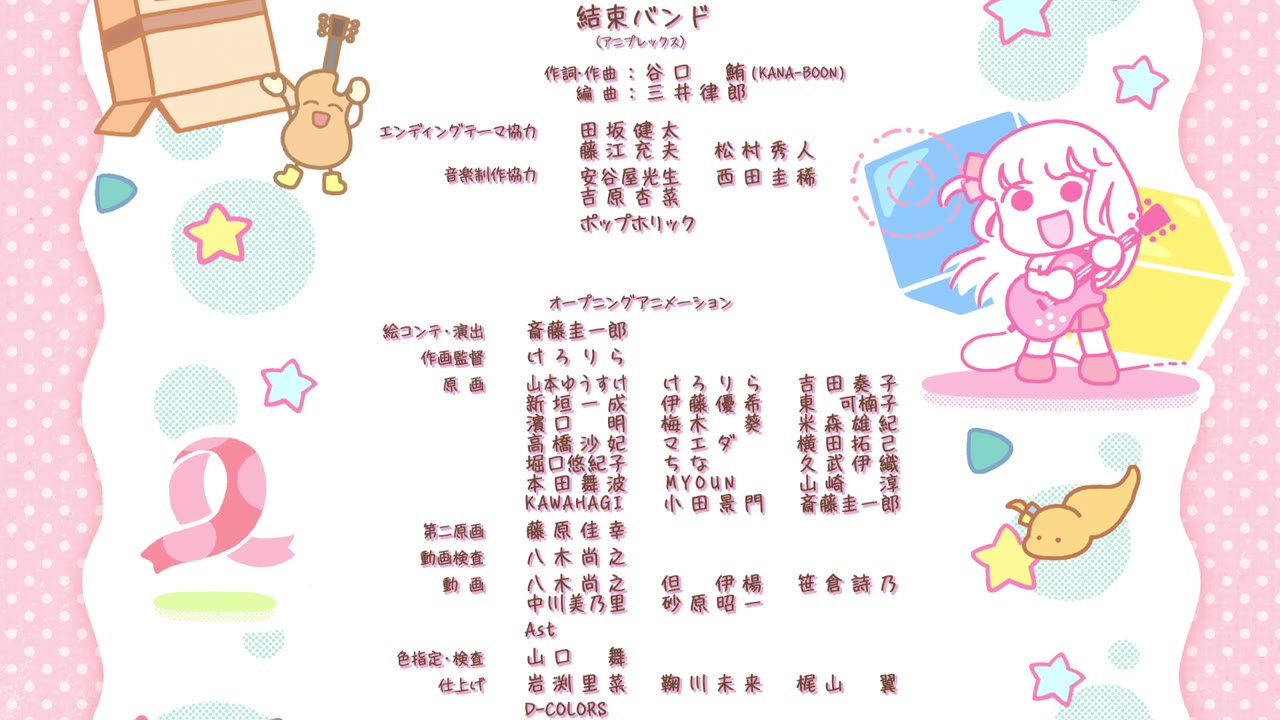 結束バンド
(アニプレックス)
作詞・作曲 : 谷口 鮪 (KANA-BOON)
編曲 : 三井律郎
エンディングテーマ協力 田坂健太
藤江充夫 松村秀人
音楽制作協力 安谷屋光生 西田圭稀
吉原杏菜
ポップホリック
オープニングアニメーション
絵コンテ・演出 斎藤圭一郎
作画監督 けろりら
原画 山本ゆうすけ けろりら 吉田奏子
新垣一成 伊藤優希 東 可楠子
濱口 明 梅木 葵 米森雄紀
高橋沙妃 マエダ 横田拓己
堀口悠紀子 ちな 久武伊織
本田舞波 MYOUN 山崎 淳
KAWAHAGI 小田景門 斎藤圭一郎
第二原画 藤原佳幸
動画検査 八木尚之
動画 八木尚之 但 伊楊 笹倉詩乃
中川美乃里 砂原昭一
Ast
色指定・検査 山口 舞
仕上げ 岩渕里菜 鞠川未来 梶山 翼
D-COLORS